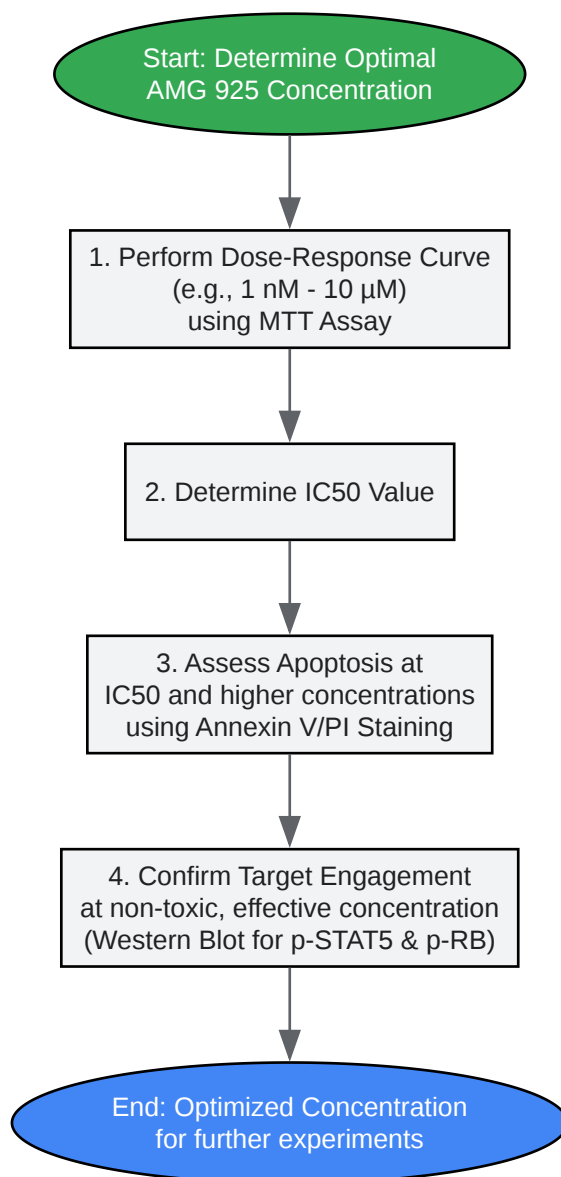 Start: Determine Optimal
AMG 925 Concentration
1. Perform Dose-Response Curve
(e.g., 1 nM - 10 µM)
using MTT Assay
2. Determine IC50 Value
3. Assess Apoptosis at
IC50 and higher concentrations
using Annexin V/PI Staining
4. Confirm Target Engagement
at non-toxic, effective concentration
(Western Blot for p-STAT5 & p-RB)
End: Optimized Concentration
for further experiments